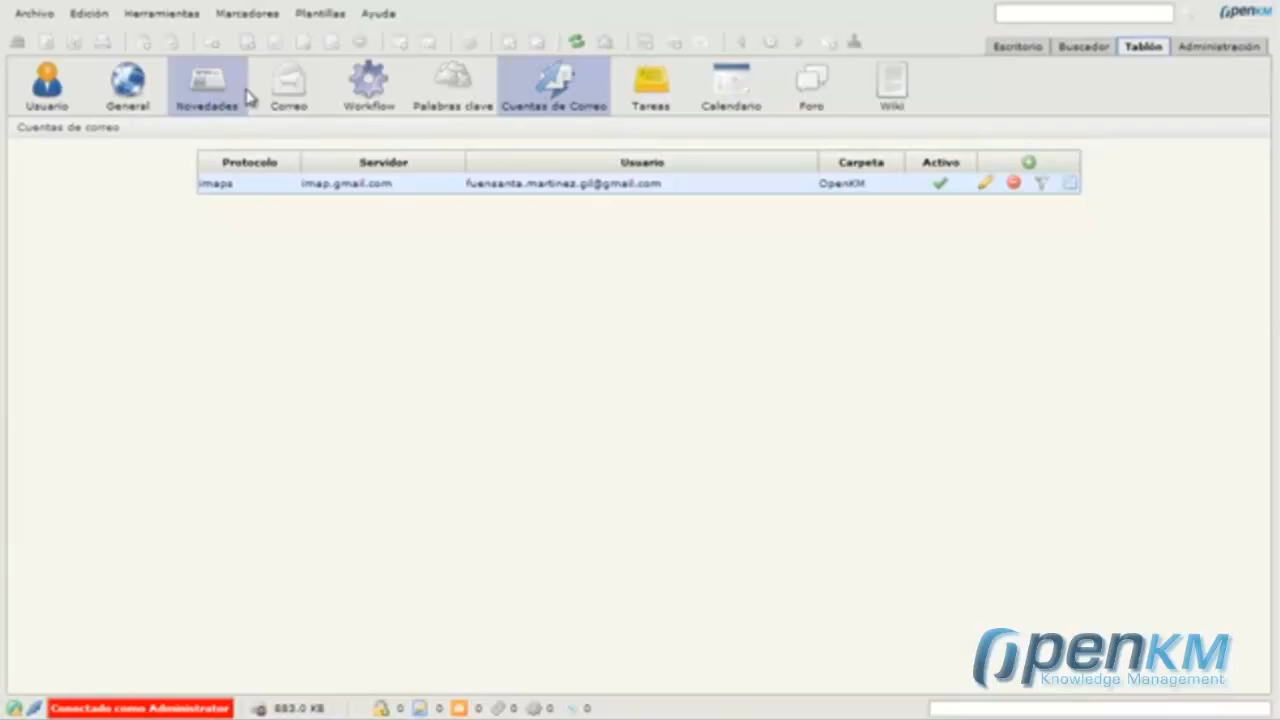 Archivo Edición Herramientas Marcadores Plantillas Ayuda
OpenKM
Escritorio Buscador Tablón Administración
Usuario General Novedades Correo Workflow Palabras clave Cuentas de Correo Tareas Calendario Foro Wiki
Cuentas de correo
Protocolo Servidor Usuario Carpeta Activo
imaps imap.gmail.com fuensanta.martinez.gil@gmail.com OpenKM
OpenKM
Knowledge Management
Conectado como Administrator 883.0 KB 0 0 0 0 0 0